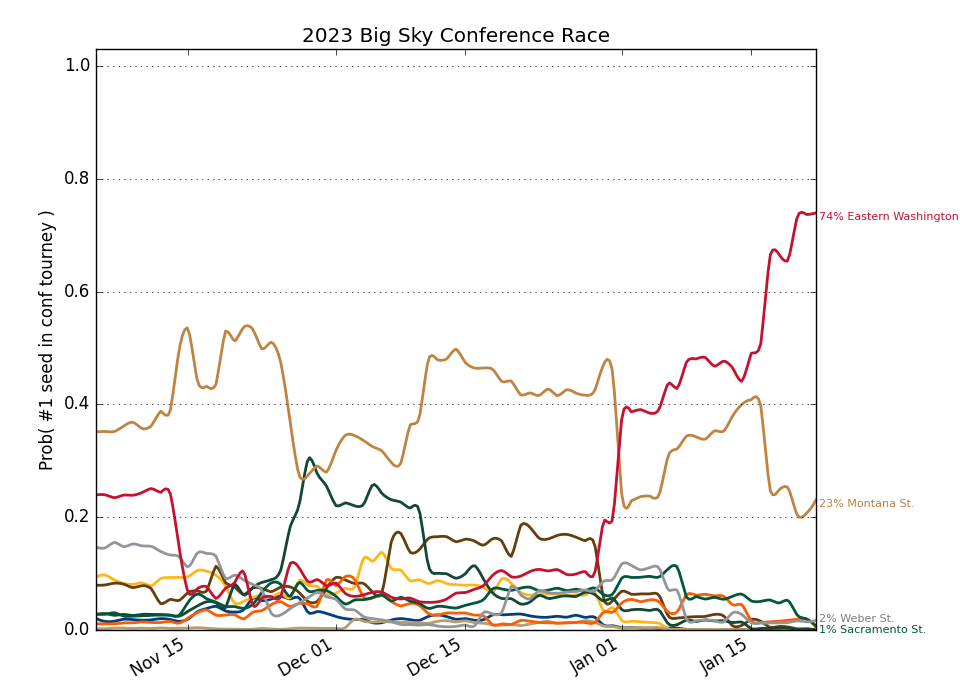 2023 Big Sky Conference Race
Prob( #1 seed in conf tourney )
1.0
0.8
0.6
0.4
0.2
0.0
Nov 15
Dec 01
Dec 15
Jan 01
Jan 15
74% Eastern Washington
23% Montana St.
2% Weber St.
1% Sacramento St.